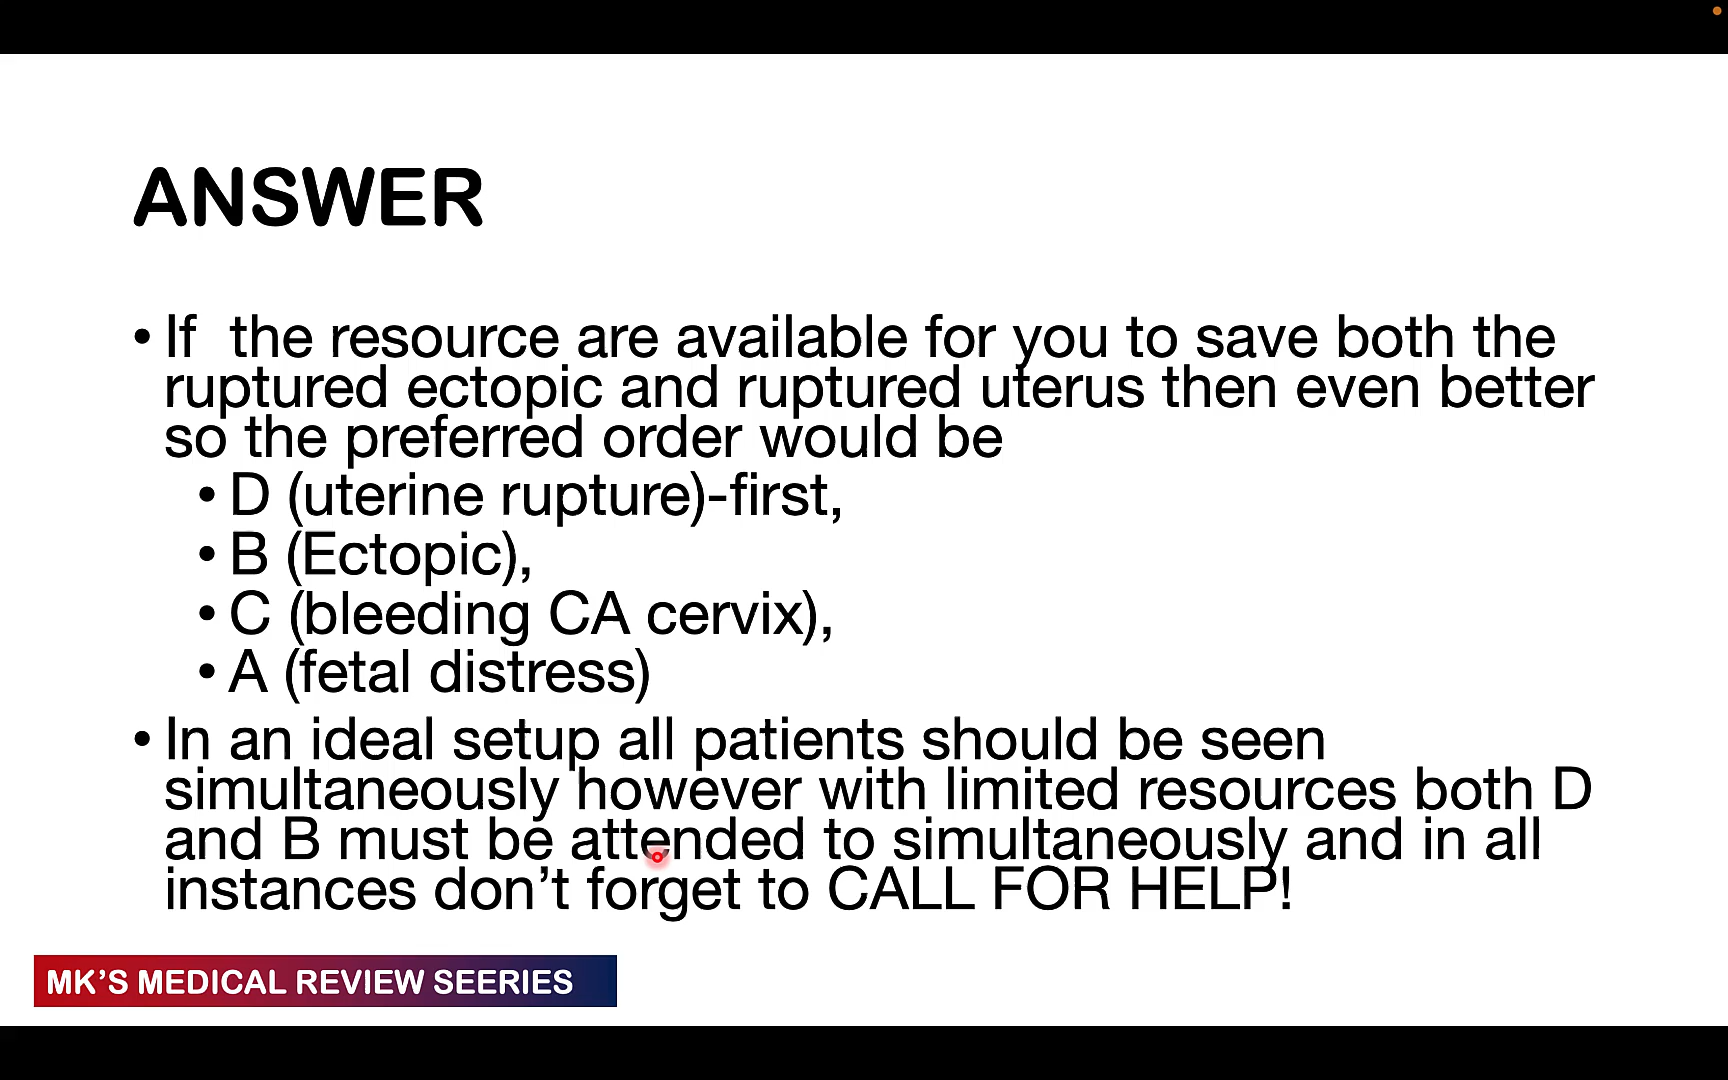 ANSWER
• If the resource are available for you to save both the
ruptured ectopic and ruptured uterus then even better
so the preferred order would be
• D (uterine rupture)-first,
• B (Ectopic),
• C (bleeding CA cervix),
• A (fetal distress)
• In an ideal setup all patients should be seen
simultaneously however with limited resources both D
and B must be attended to simultaneously and in all
instances don’t forget to CALL FOR HELP!
MK’S MEDICAL REVIEW SEERIES